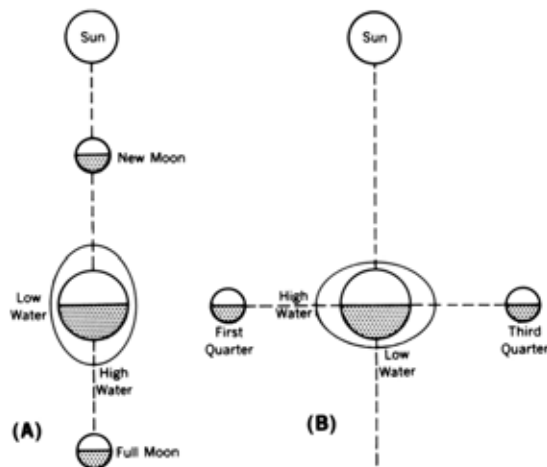 Sun
New Moon
Low
Water
High
Water
(A)
Full Moon
Sun
High
Water
First
Quarter
Low
Water
Third
Quarter
(B)